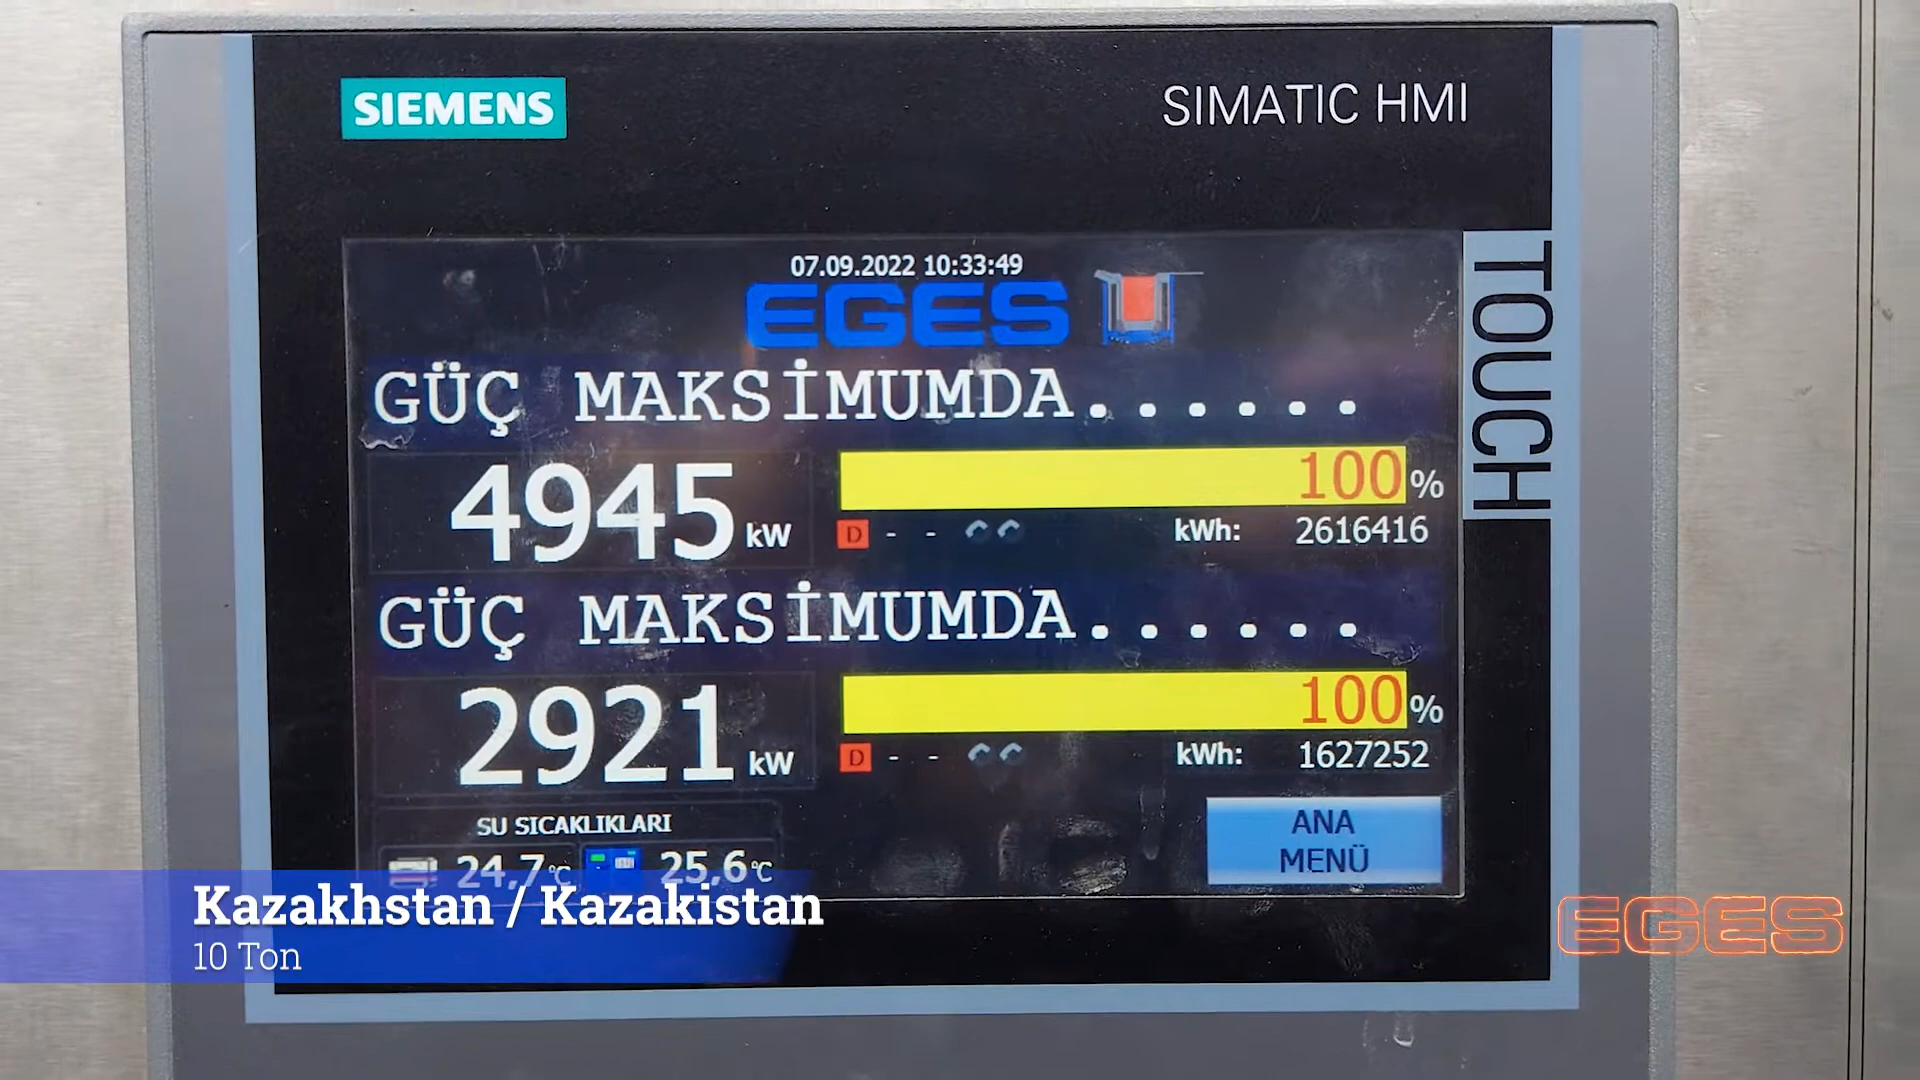 SIEMENS
SIMATIC HMI
TOUCH
07.09.2022 10:33:49
EGES
GÜÇ MAKSİMUMDA......
4945 kW
100 %
D - -
kWh: 2616416
GÜÇ MAKSİMUMDA......
2921 kW
100 %
D - -
kWh: 1627252
SU SICAKLIKLARI
24,7 °C
25,6 °C
ANA
MENÜ
Kazakhstan / Kazakistan
10 Ton
EGES